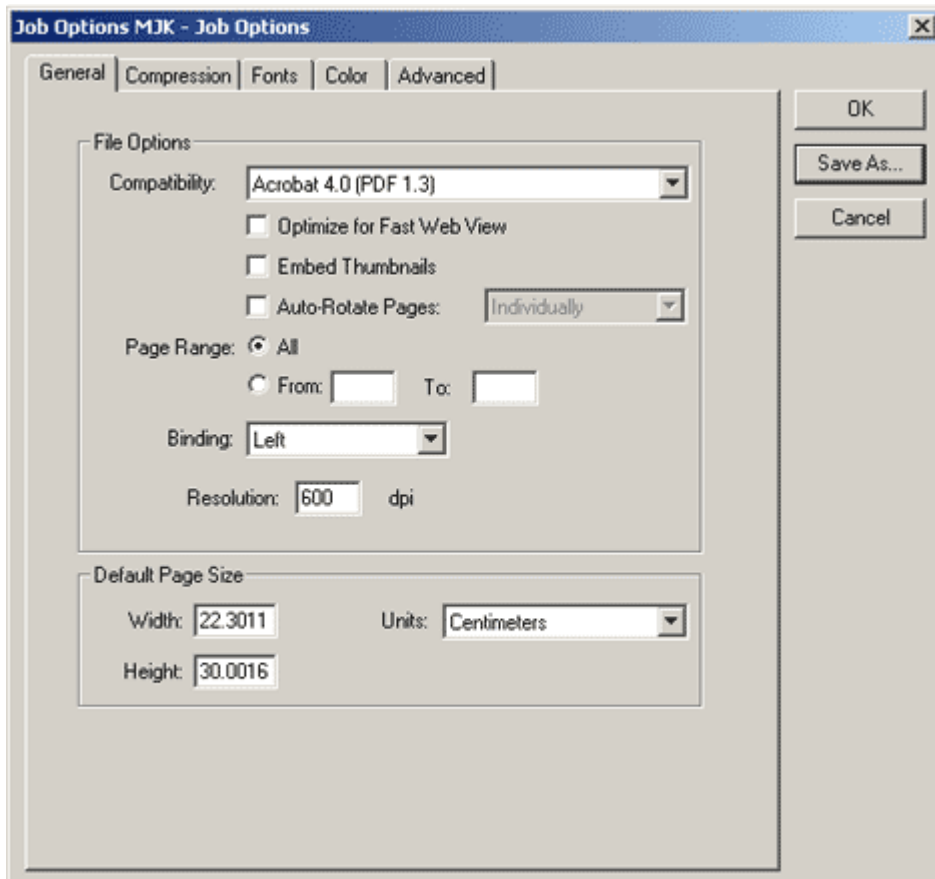 Job Options MJK - Job Options
General Compression Fonts Color Advanced
OK
Save As...
Cancel
File Options
Compatibility: Acrobat 4.0 (PDF 1.3)
Optimize for Fast Web View
Embed Thumbnails
Auto-Rotate Pages: Individually
Page Range: All
From: To:
Binding: Left
Resolution: 600 dpi
Default Page Size
Width: 22.3011 Units: Centimeters
Height: 30.0016